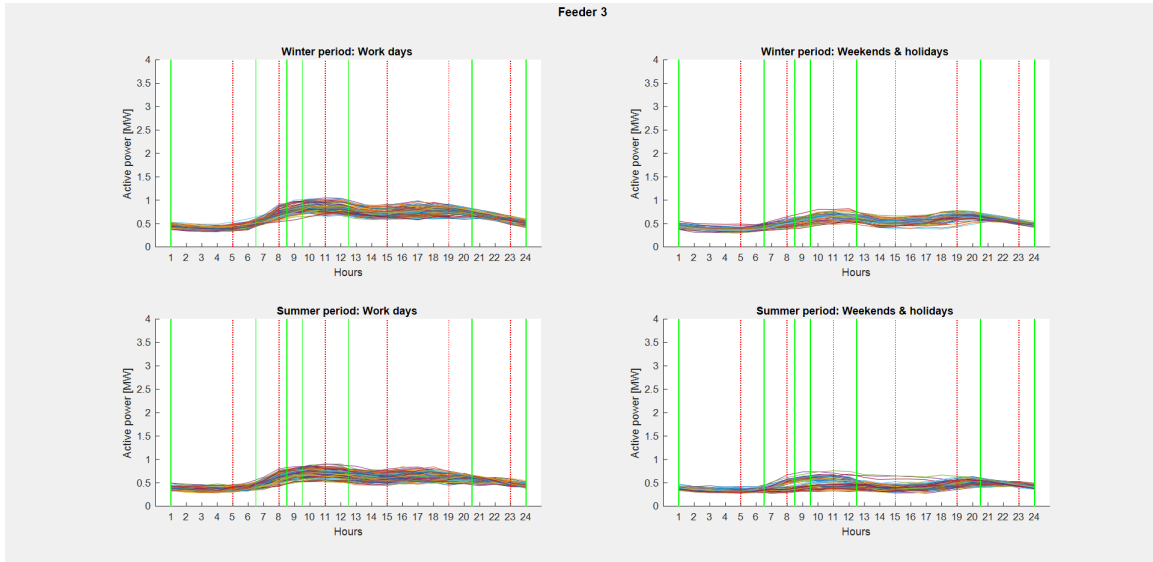 Feeder 3
Winter period: Work days
Active power [MW]
4
3.5
3
2.5
2
1.5
1
0.5
0
1 2 3 4 5 6 7 8 9 10 11 12 13 14 15 16 17 18 19 20 21 22 23 24
Hours
Winter period: Weekends & holidays
Active power [MW]
4
3.5
3
2.5
2
1.5
1
0.5
0
1 2 3 4 5 6 7 8 9 10 11 12 13 14 15 16 17 18 19 20 21 22 23 24
Hours
Summer period: Work days
Active power [MW]
4
3.5
3
2.5
2
1.5
1
0.5
0
1 2 3 4 5 6 7 8 9 10 11 12 13 14 15 16 17 18 19 20 21 22 23 24
Hours
Summer period: Weekends & holidays
Active power [MW]
4
3.5
3
2.5
2
1.5
1
0.5
0
1 2 3 4 5 6 7 8 9 10 11 12 13 14 15 16 17 18 19 20 21 22 23 24
Hours